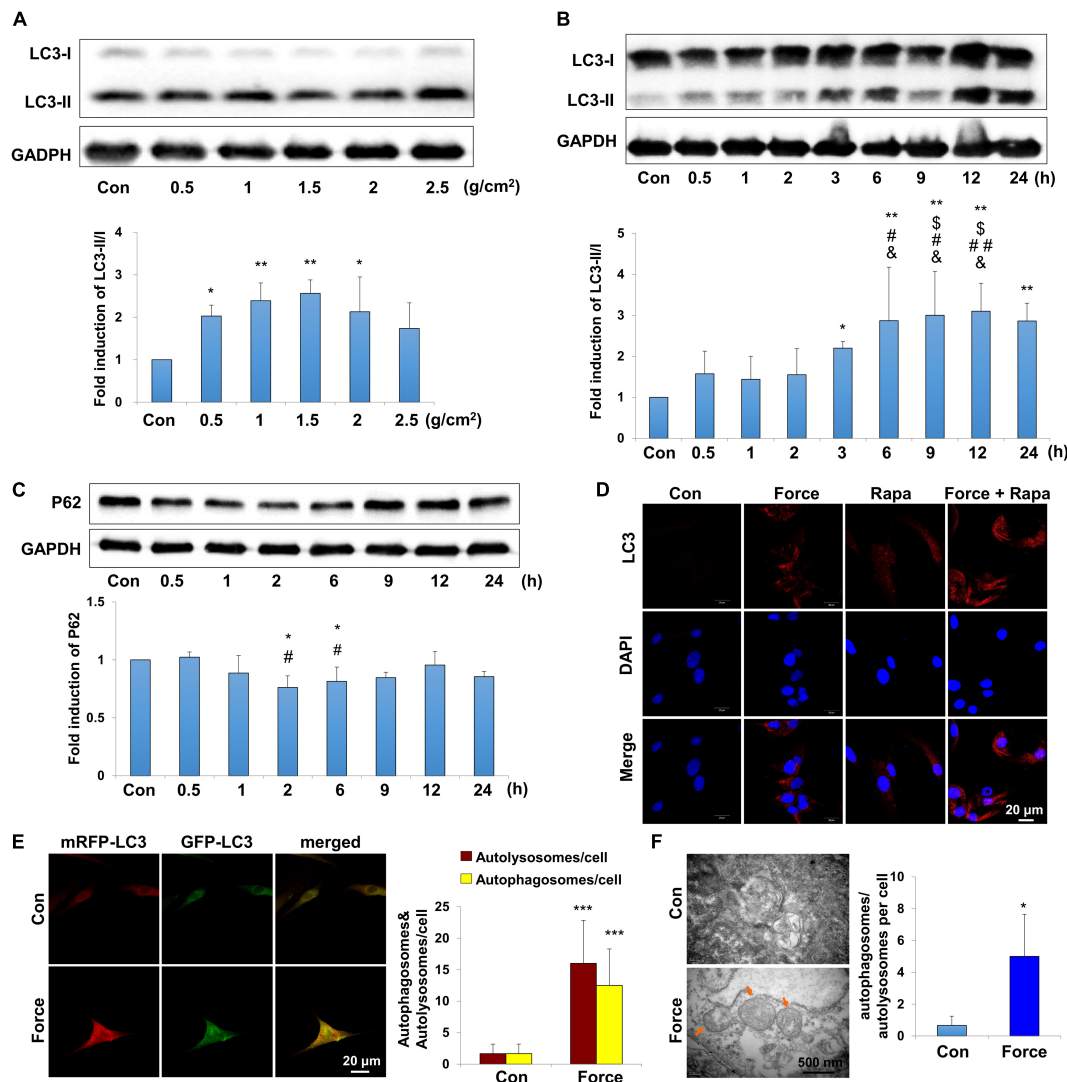 A
LC3-I
LC3-II
GADPH
Con 0.5 1 1.5 2 2.5 (g/cm²)
Fold induction of LC3-II/I
4
3
2
1
0
* ** ** *
Con 0.5 1 1.5 2 2.5 (g/cm²)
B
LC3-I
LC3-II
GAPDH
Con 0.5 1 2 3 6 9 12 24 (h)
Fold induction of LC3-II/I
5
4
3
2
1
0
*
**
#
&
**
$
#
&
**
$
##
&
**
Con 0.5 1 2 3 6 9 12 24 (h)
C
P62
GAPDH
Con 0.5 1 2 6 9 12 24 (h)
Fold induction of P62
1.5
1
0.5
0
*
#
*
#
Con 0.5 1 2 6 9 12 24 (h)
D
Con Force Rapa Force + Rapa
LC3
DAPI
Merge
20 µm
E
mRFP-LC3 GFP-LC3 merged
Con
Force
20 µm
Autolysosomes/cell
Autophagosomes/cell
Autophagosomes&
Autolysosomes/cell
25
20
15
10
5
0
***
***
Con Force
F
Con
Force
500 nm
autophagosomes/
autolysosomes per cell
10
8
6
4
2
0
*
Con Force